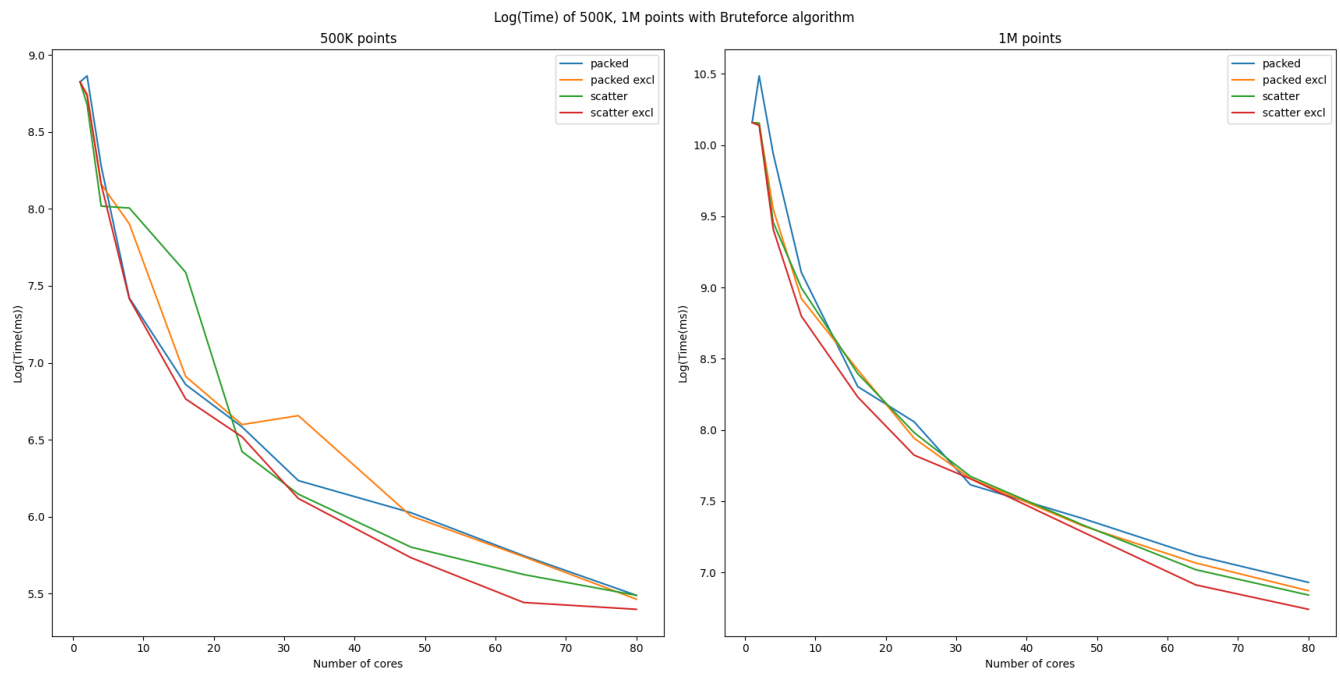 Log(Time) of 500K, 1M points with Bruteforce algorithm
500K points
Log(Time(ms))
9.0
8.5
8.0
7.5
7.0
6.5
6.0
5.5
packed
packed excl
scatter
scatter excl
0 10 20 30 40 50 60 70 80
Number of cores
1M points
Log(Time(ms))
10.5
10.0
9.5
9.0
8.5
8.0
7.5
7.0
packed
packed excl
scatter
scatter excl
0 10 20 30 40 50 60 70 80
Number of cores